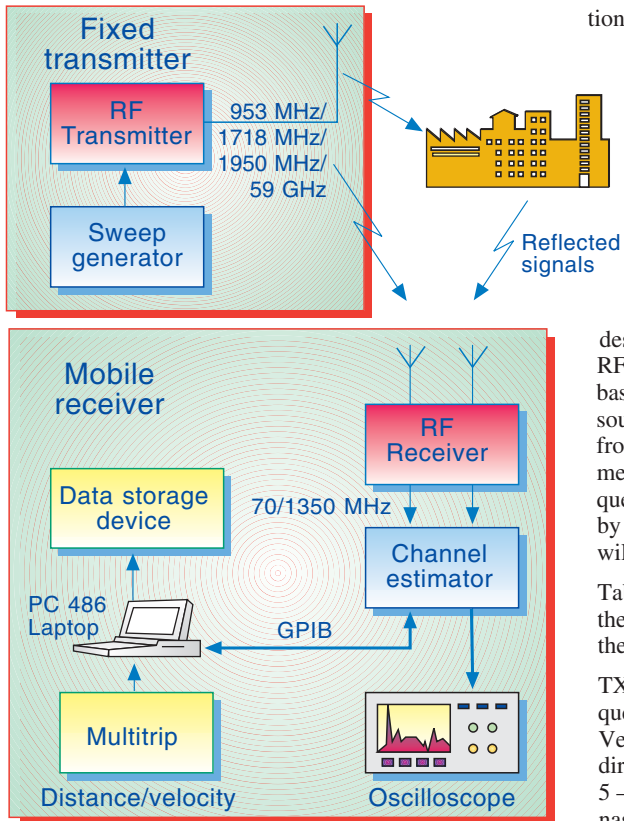 tion
Fixed
transmitter
RF
Transmitter
953 MHz/
1718 MHz/
1950 MHz/
59 GHz
Sweep
generator
Reflected
signals
Mobile
receiver
RF
Receiver
Data storage
device
70/1350 MHz
Channel
estimator
PC 486
Laptop
GPIB
Multitrip
Distance/velocity
Oscilloscope
des
RF
bas
sou
fro
me
que
by
will
Tal
the
the
TX
que
Ve
dir
5 –
nas